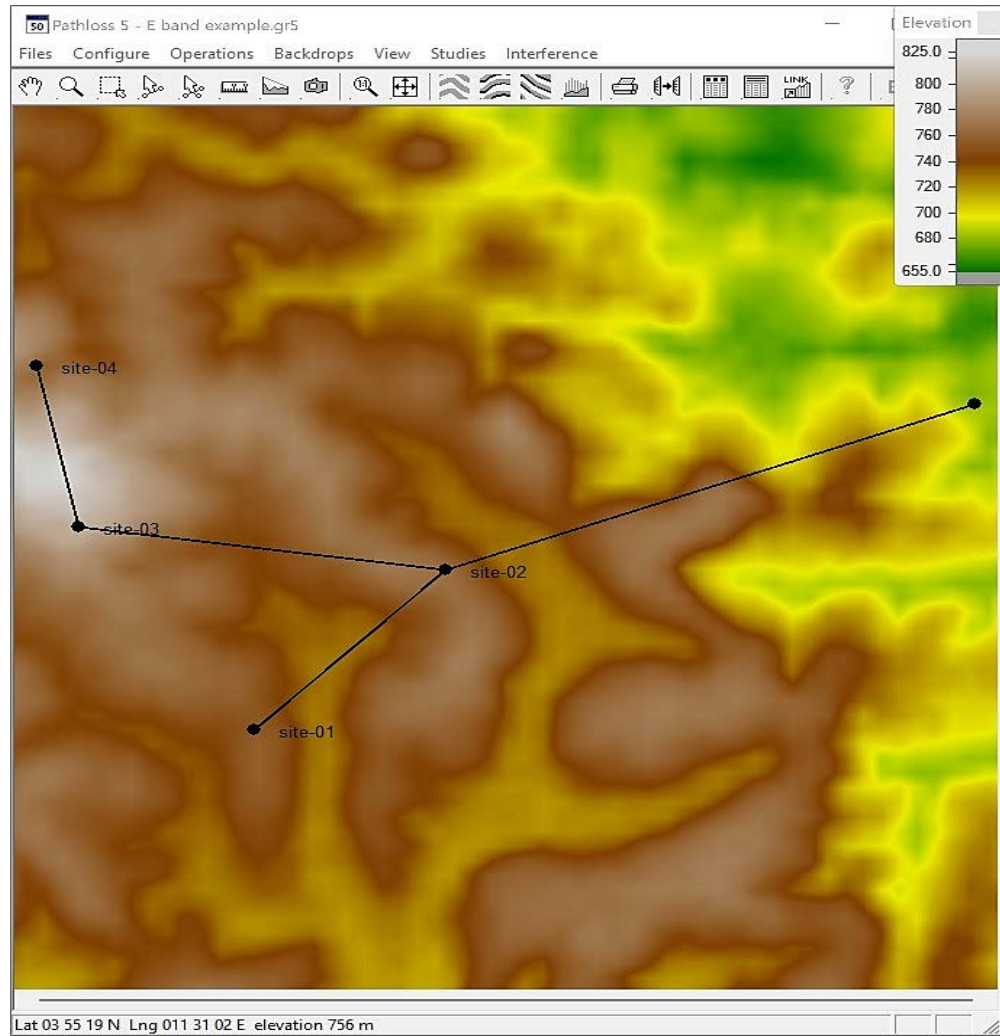 50 Pathloss 5 - E band example.gr5
Elevation
Files Configure Operations Backdrops View Studies Interference
LINK
825.0
800
780
760
740
720
700
680
655.0
site-04
site-03
site-02
site-01
Lat 03 55 19 N Lng 011 31 02 E elevation 756 m